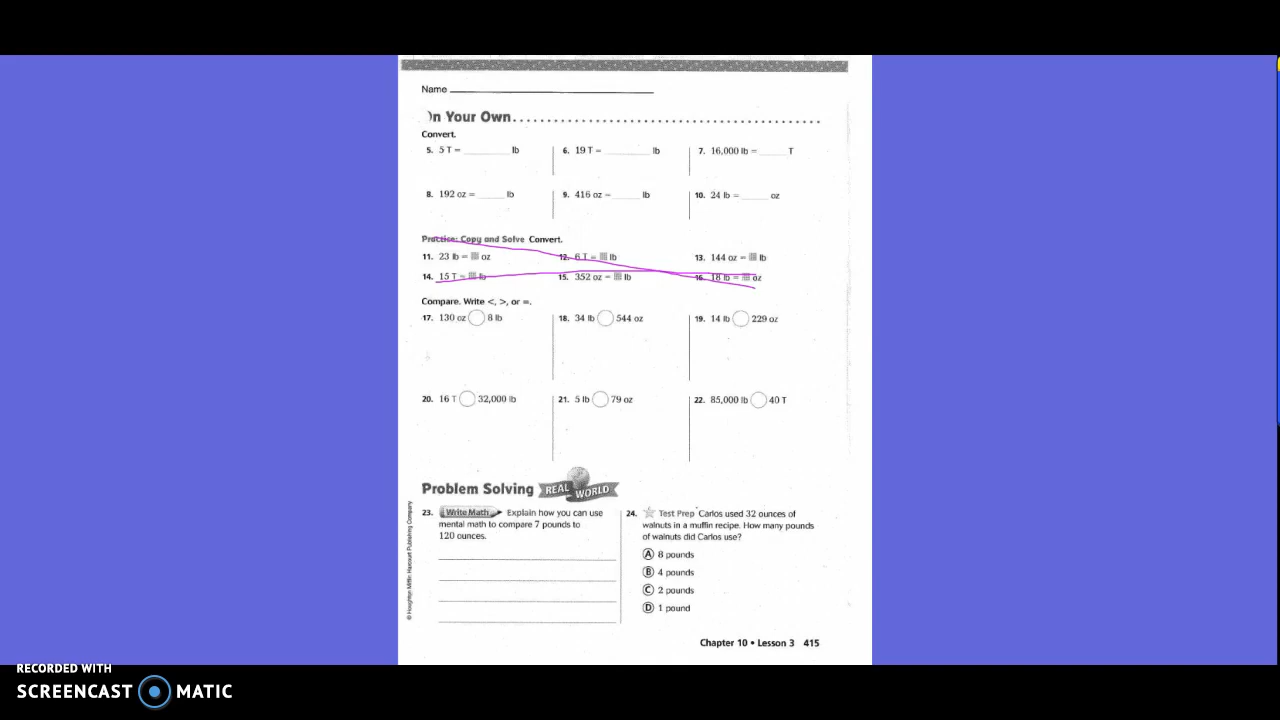 Name
n Your Own
Convert.
5. 5 T = ________ lb 6. 19 T = ________ lb 7. 16,000 lb = _____ T
8. 192 oz = _____ lb 9. 416 oz = _____ lb 10. 24 lb = _____ oz
Practice: Copy and Solve Convert.
11. 23 lb = ▦ oz 12. 6 T = ▦ lb 13. 144 oz = ▦ lb
14. 15 T = ▦ lb 15. 352 oz = ▦ lb 16. 18 lb = ▦ oz
Compare. Write <, >, or =.
17. 130 oz ◯ 8 lb 18. 34 lb ◯ 544 oz 19. 14 lb ◯ 229 oz
20. 16 T ◯ 32,000 lb 21. 5 lb ◯ 79 oz 22. 85,000 lb ◯ 40 T
Problem Solving REAL WORLD
23. Write Math Explain how you can use
mental math to compare 7 pounds to
120 ounces.
24. Test Prep Carlos used 32 ounces of
walnuts in a muffin recipe. How many pounds
of walnuts did Carlos use?
A 8 pounds
B 4 pounds
C 2 pounds
D 1 pound
© Houghton Mifflin Harcourt Publishing Company
Chapter 10 • Lesson 3 415
RECORDED WITH
SCREENCAST MATIC